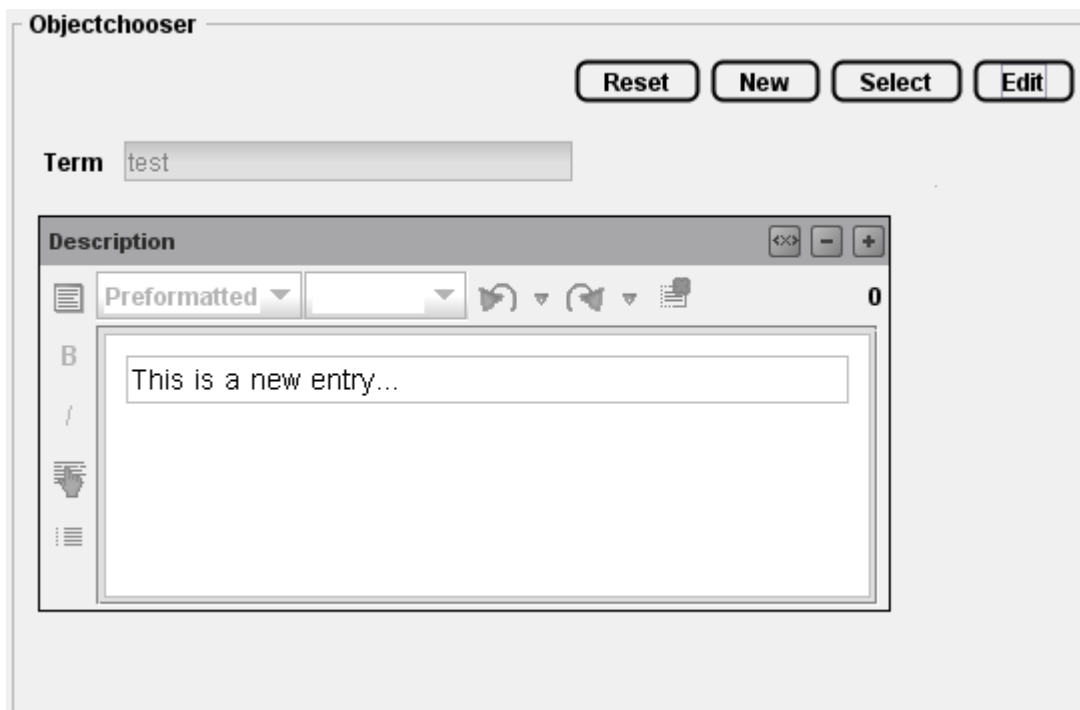 Objectchooser
Reset New Select Edit
Term test
Description
Preformatted 0
B
I
This is a new entry...